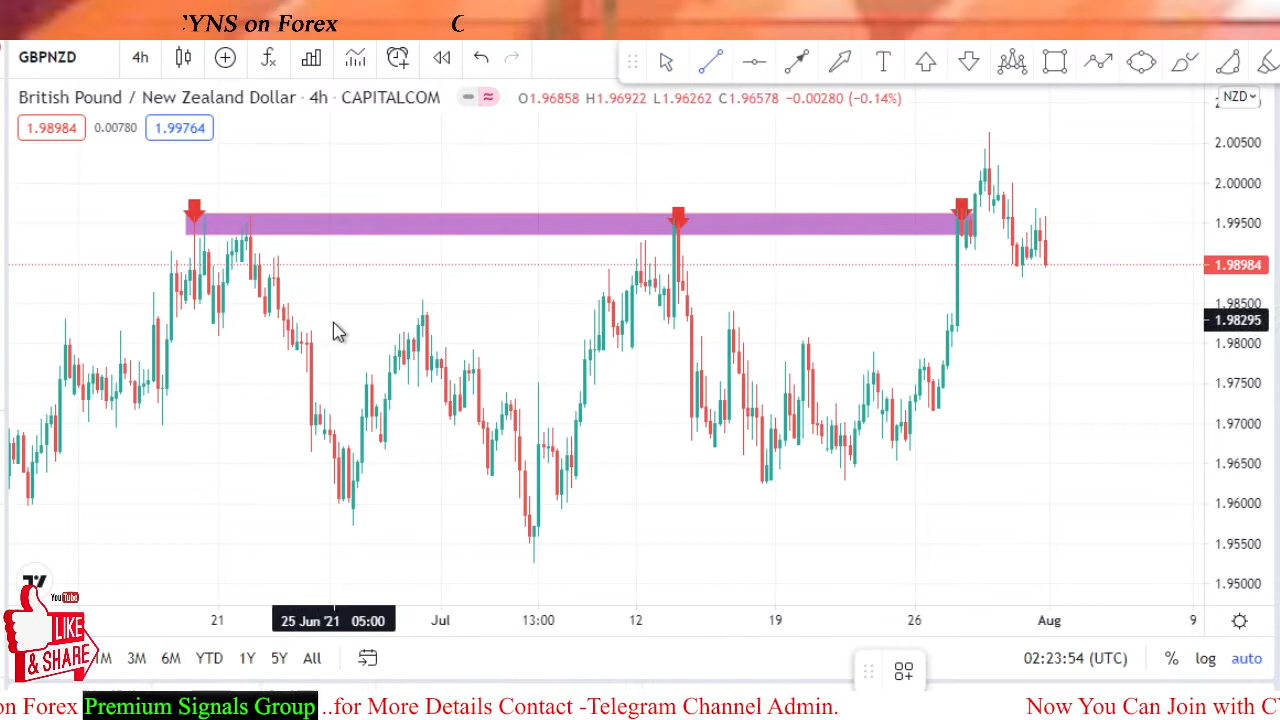 YNS on Forex C
GBPNZD 4h
British Pound / New Zealand Dollar · 4h · CAPITALCOM O1.96858 H1.96922 L1.96262 C1.96578 −0.00280 (−0.14%) NZD
1.98984 0.00780 1.99764
2.00500
2.00000
1.99500
1.98984
1.98500
1.98295
1.98000
1.97500
1.97000
1.96500
1.96000
1.95500
1.95000
21 25 Jun '21 05:00 Jul 13:00 12 19 26 Aug 9
YouTube
LIKE
& SHARE
1M 3M 6M YTD 1Y 5Y All 02:23:54 (UTC) % log auto
on Forex Premium Signals Group ..for More Details Contact -Telegram Channel Admin. Now You Can Join with C